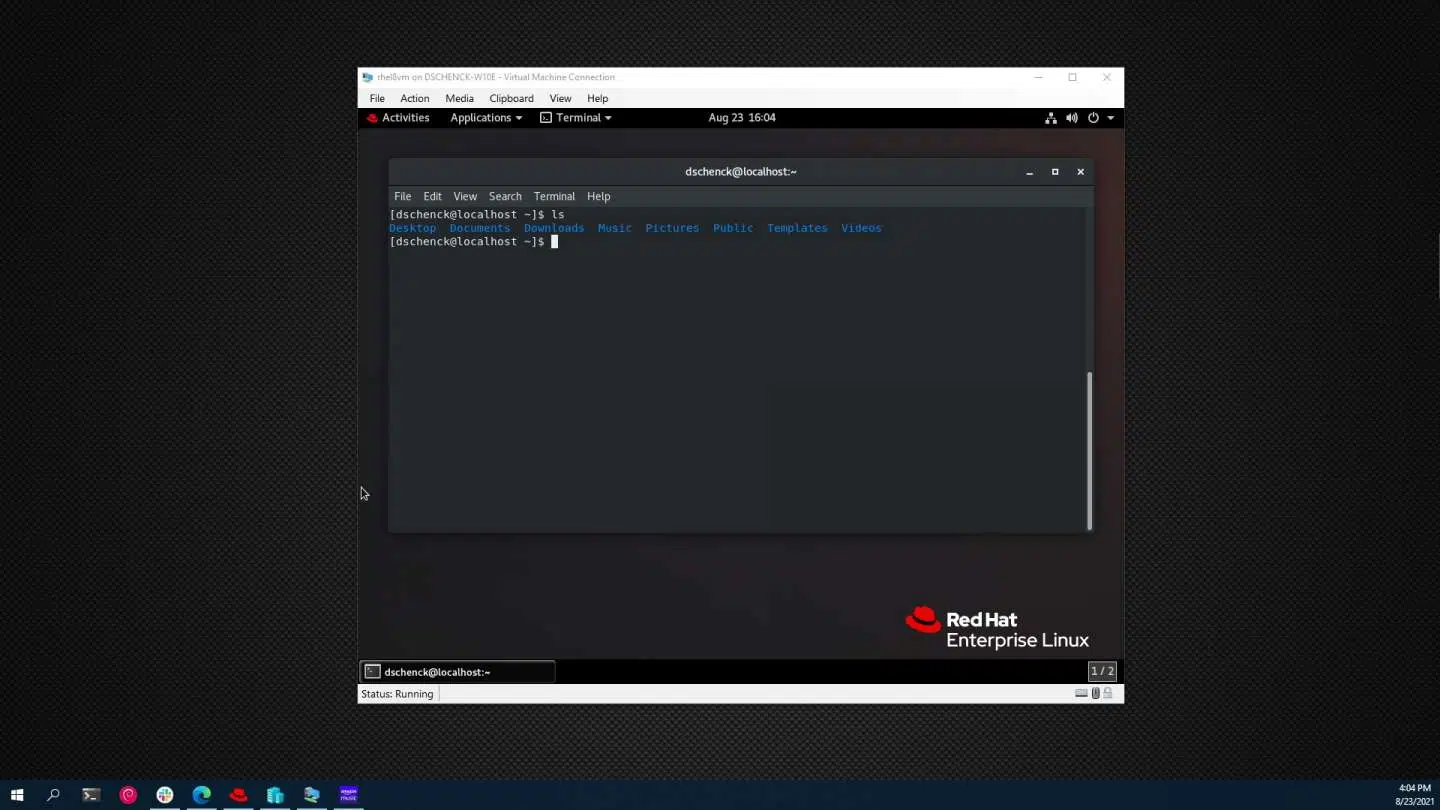 rhel8vm on DSCHENCK-W10E - Virtual Machine Connection
File Action Media Clipboard View Help
Activities Applications Terminal Aug 23 16:04
dschenck@localhost:~
File Edit View Search Terminal Help
[dschenck@localhost ~]$ ls
Desktop Documents Downloads Music Pictures Public Templates Videos
[dschenck@localhost ~]$
Red Hat
Enterprise Linux
dschenck@localhost:~ 1 / 2
Status: Running
amazon
music
4:04 PM
8/23/2021